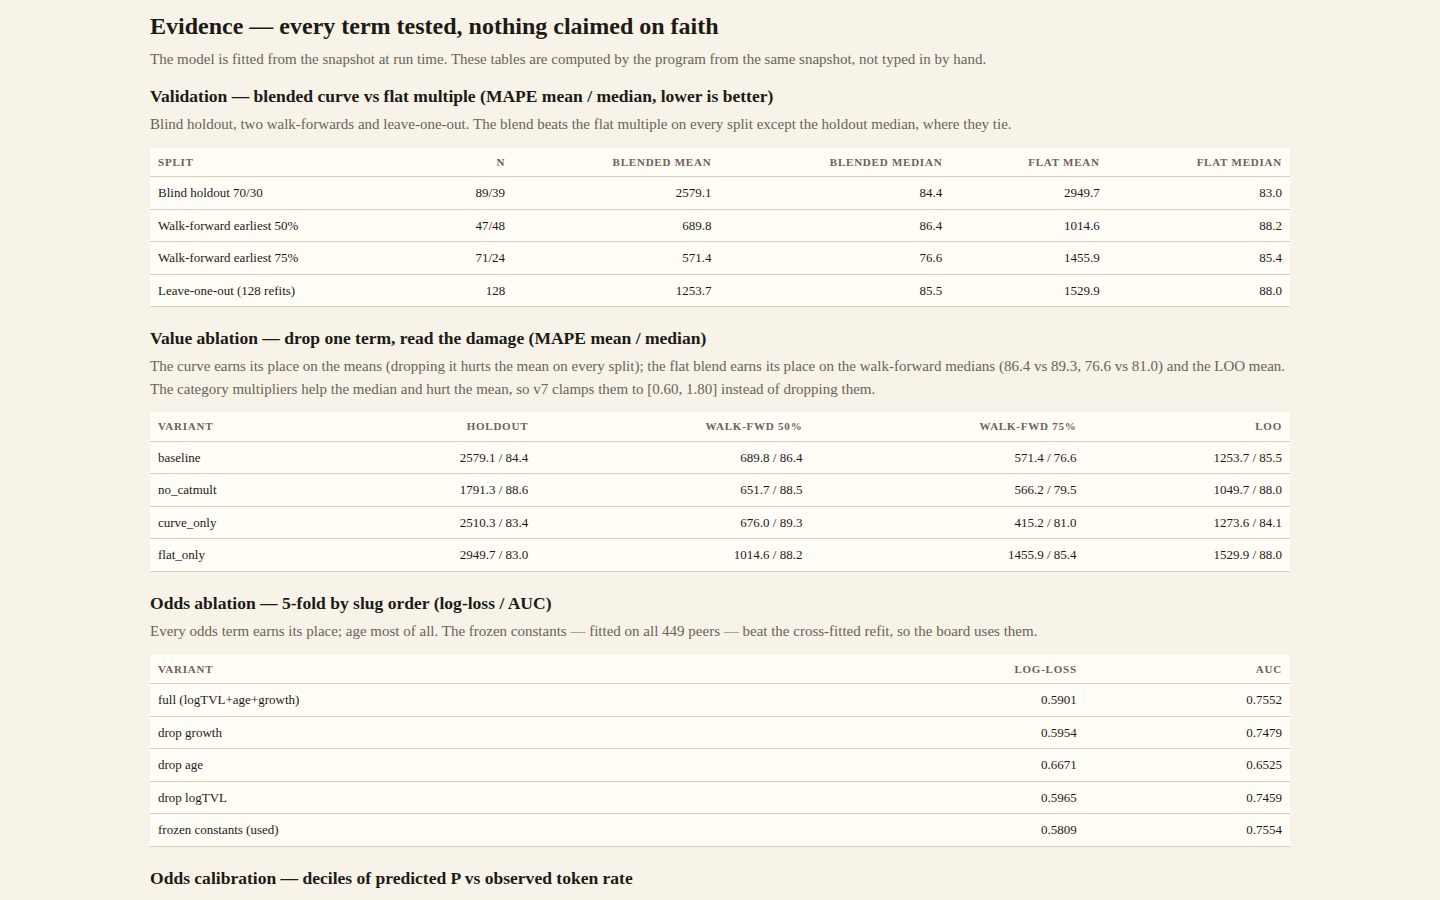 Evidence — every term tested, nothing claimed on faith
The model is fitted from the snapshot at run time. These tables are computed by the program from the same snapshot, not typed in by hand.
Validation — blended curve vs flat multiple (MAPE mean / median, lower is better)
Blind holdout, two walk-forwards and leave-one-out. The blend beats the flat multiple on every split except the holdout median, where they tie.
SPLIT N BLENDED MEAN BLENDED MEDIAN FLAT MEAN FLAT MEDIAN
Blind holdout 70/30 89/39 2579.1 84.4 2949.7 83.0
Walk-forward earliest 50% 47/48 689.8 86.4 1014.6 88.2
Walk-forward earliest 75% 71/24 571.4 76.6 1455.9 85.4
Leave-one-out (128 refits) 128 1253.7 85.5 1529.9 88.0
Value ablation — drop one term, read the damage (MAPE mean / median)
The curve earns its place on the means (dropping it hurts the mean on every split); the flat blend earns its place on the walk-forward medians (86.4 vs 89.3, 76.6 vs 81.0) and the LOO mean.
The category multipliers help the median and hurt the mean, so v7 clamps them to [0.60, 1.80] instead of dropping them.
VARIANT HOLDOUT WALK-FWD 50% WALK-FWD 75% LOO
baseline 2579.1 / 84.4 689.8 / 86.4 571.4 / 76.6 1253.7 / 85.5
no_catmult 1791.3 / 88.6 651.7 / 88.5 566.2 / 79.5 1049.7 / 88.0
curve_only 2510.3 / 83.4 676.0 / 89.3 415.2 / 81.0 1273.6 / 84.1
flat_only 2949.7 / 83.0 1014.6 / 88.2 1455.9 / 85.4 1529.9 / 88.0
Odds ablation — 5-fold by slug order (log-loss / AUC)
Every odds term earns its place; age most of all. The frozen constants — fitted on all 449 peers — beat the cross-fitted refit, so the board uses them.
VARIANT LOG-LOSS AUC
full (logTVL+age+growth) 0.5901 0.7552
drop growth 0.5954 0.7479
drop age 0.6671 0.6525
drop logTVL 0.5965 0.7459
frozen constants (used) 0.5809 0.7554
Odds calibration — deciles of predicted P vs observed token rate